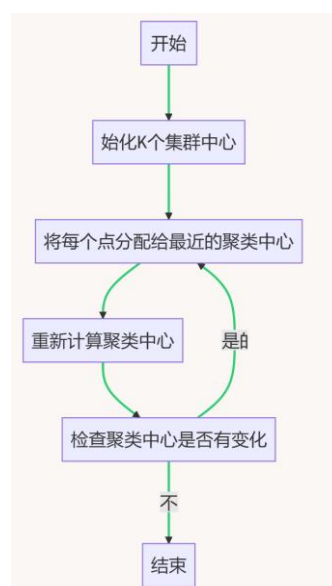 开始
始化K个集群中心
将每个点分配给最近的聚类中心
重新计算聚类中心
是的
检查聚类中心是否有变化
不
结束